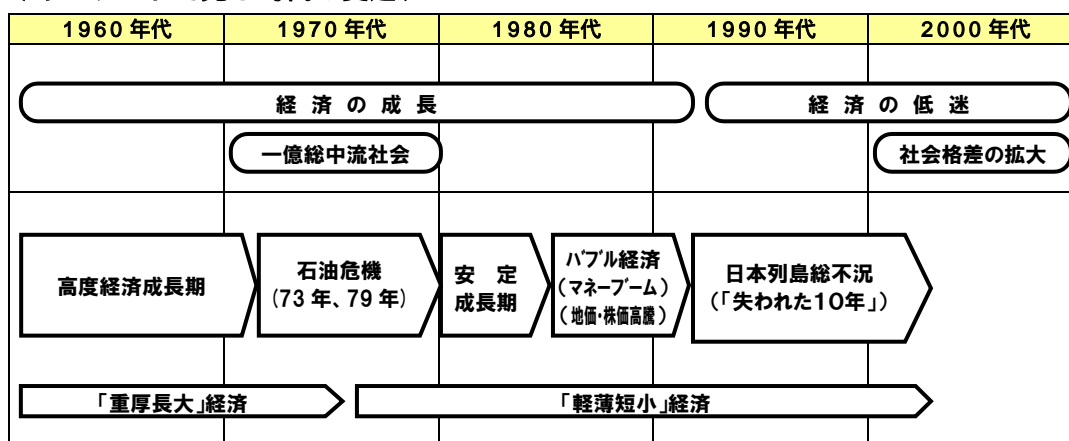 1960年代 1970年代 1980年代 1990年代 2000年代
経済の成長 経済の低迷
一億総中流社会 社会格差の拡大
高度経済成長期
石油危機
(73年、79年)
安定
成長期
バブル経済
(マネーブーム)
(地価・株価高騰)
日本列島総不況
(「失われた10年」)
「重厚長大」経済 「軽薄短小」経済